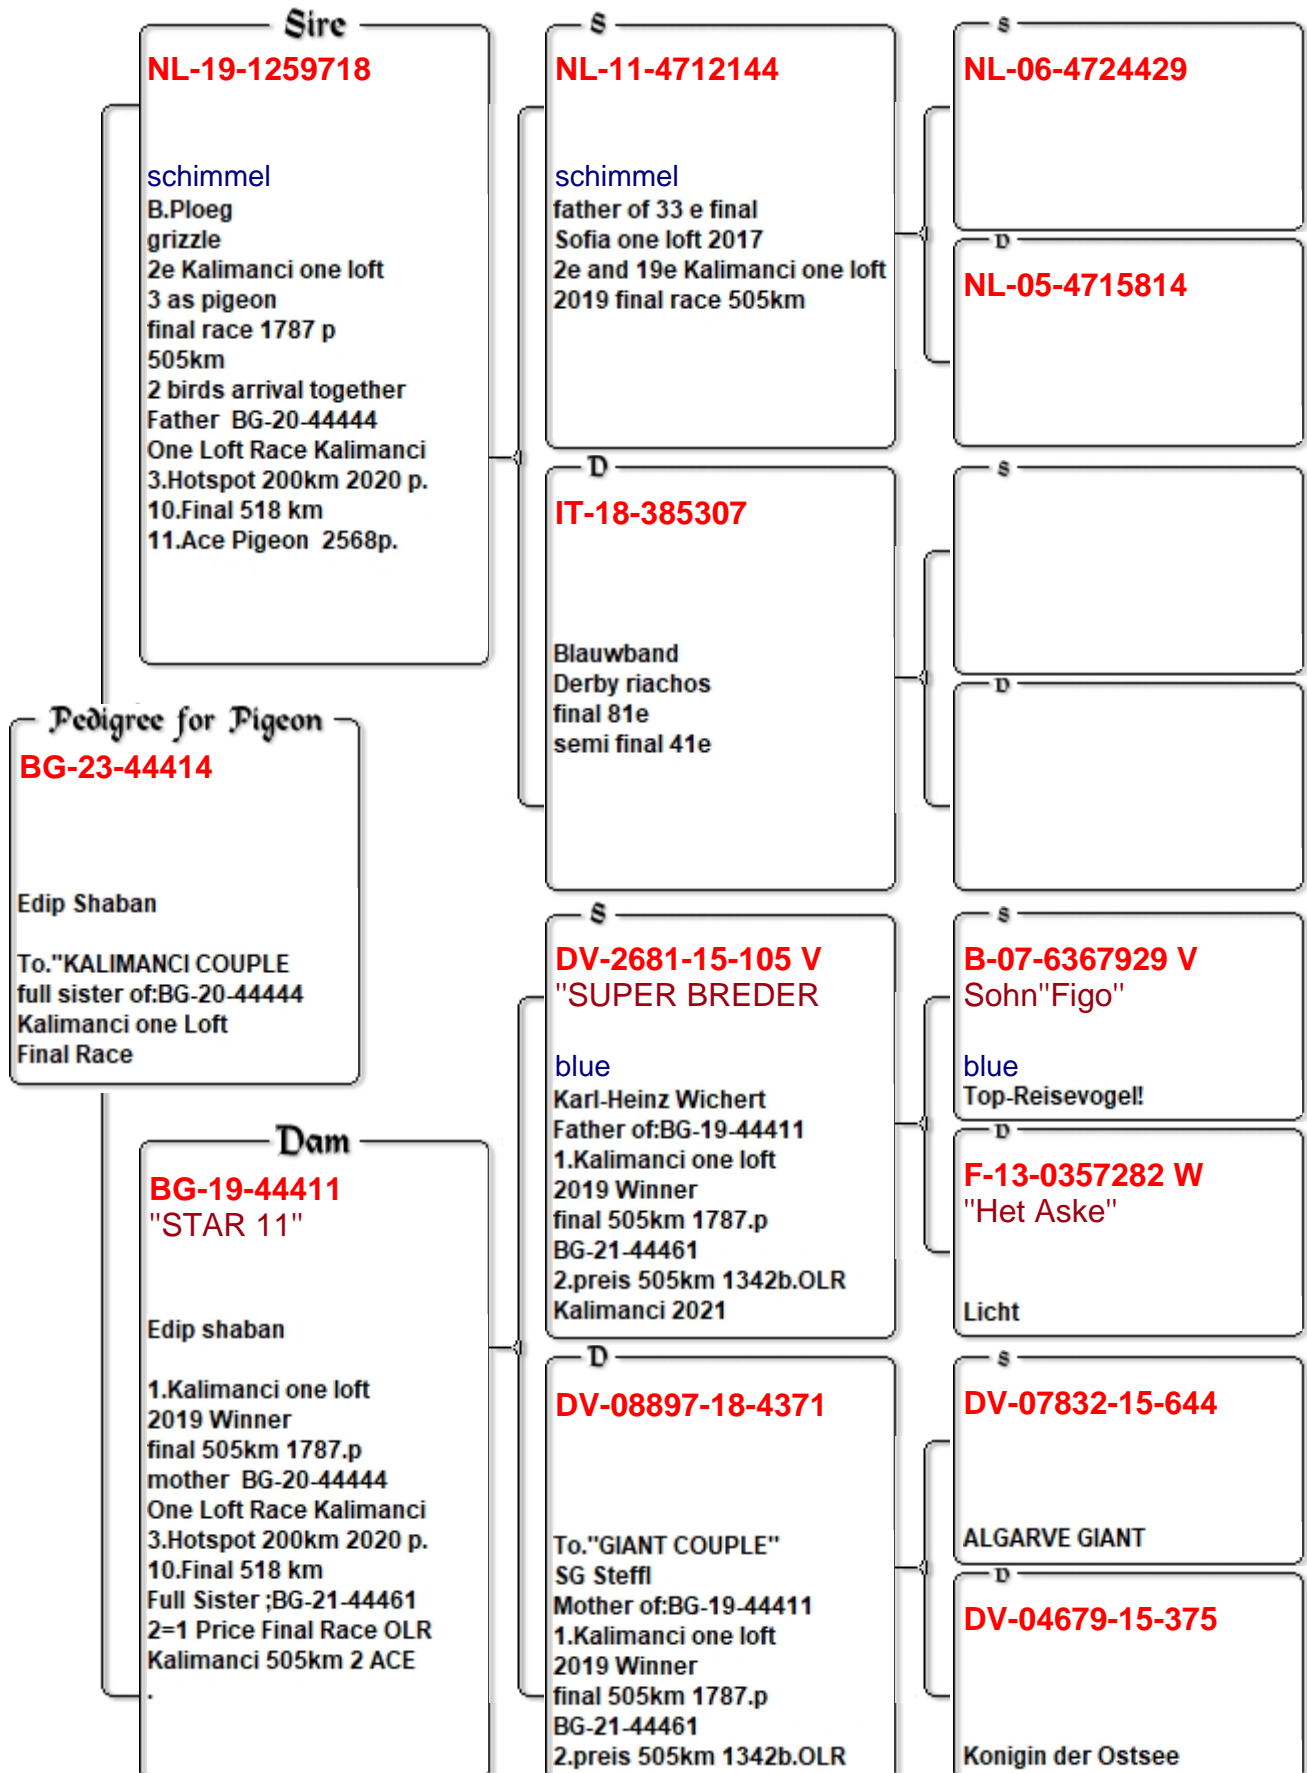 Sire
NL-19-1259718
schimmel
B.Ploeg
grizzle
2e Kalimanci one loft
3 as pigeon
final race 1787 p
505km
2 birds arrival together
Father  BG-20-44444
One Loft Race Kalimanci
3.Hotspot 200km 2020 p.
10.Final 518 km
11.Ace Pigeon  2568p.
S
NL-11-4712144
schimmel
father of 33 e final
Sofia one loft 2017
2e and 19e Kalimanci one loft
2019 final race 505km
S
NL-06-4724429
D
NL-05-4715814
D
IT-18-385307
Blauwband
Derby riachos
final 81e
semi final 41e
S
D
Pedigree for Pigeon
BG-23-44414
Edip Shaban
To."KALIMANCI COUPLE
full sister of:BG-20-44444
Kalimanci one Loft
Final Race
Dam
BG-19-44411
"STAR 11"
Edip shaban
1.Kalimanci one loft
2019 Winner
final 505km 1787.p
mother  BG-20-44444
One Loft Race Kalimanci
3.Hotspot 200km 2020 p.
10.Final 518 km
Full Sister ;BG-21-44461
2=1 Price Final Race OLR
Kalimanci 505km 2 ACE
.
S
DV-2681-15-105 V
"SUPER BREDER
blue
Karl-Heinz Wichert
Father of:BG-19-44411
1.Kalimanci one loft
2019 Winner
final 505km 1787.p
BG-21-44461
2.preis 505km 1342b.OLR
Kalimanci 2021
S
B-07-6367929 V
Sohn"Figo"
blue
Top-Reisevogel!
D
F-13-0357282 W
"Het Aske"
Licht
D
DV-08897-18-4371
To."GIANT COUPLE"
SG Steffl
Mother of:BG-19-44411
1.Kalimanci one loft
2019 Winner
final 505km 1787.p
BG-21-44461
2.preis 505km 1342b.OLR
S
DV-07832-15-644
ALGARVE GIANT
D
DV-04679-15-375
Konigin der Ostsee